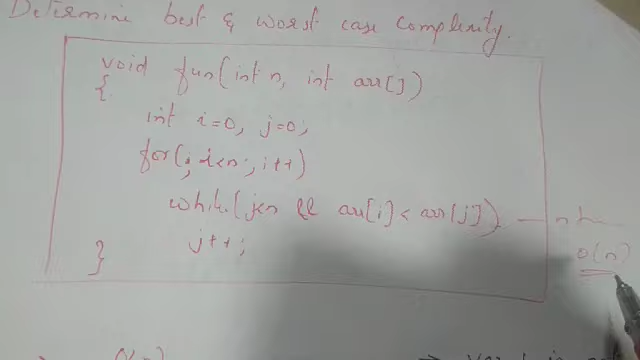 Determine best & worst case complexity.
void fun(int n, int arr[])
{
int i=0, j=0;
for(; i<n; i++)
while(j<n && arr[i]<arr[j])
j++;
}
O(n)